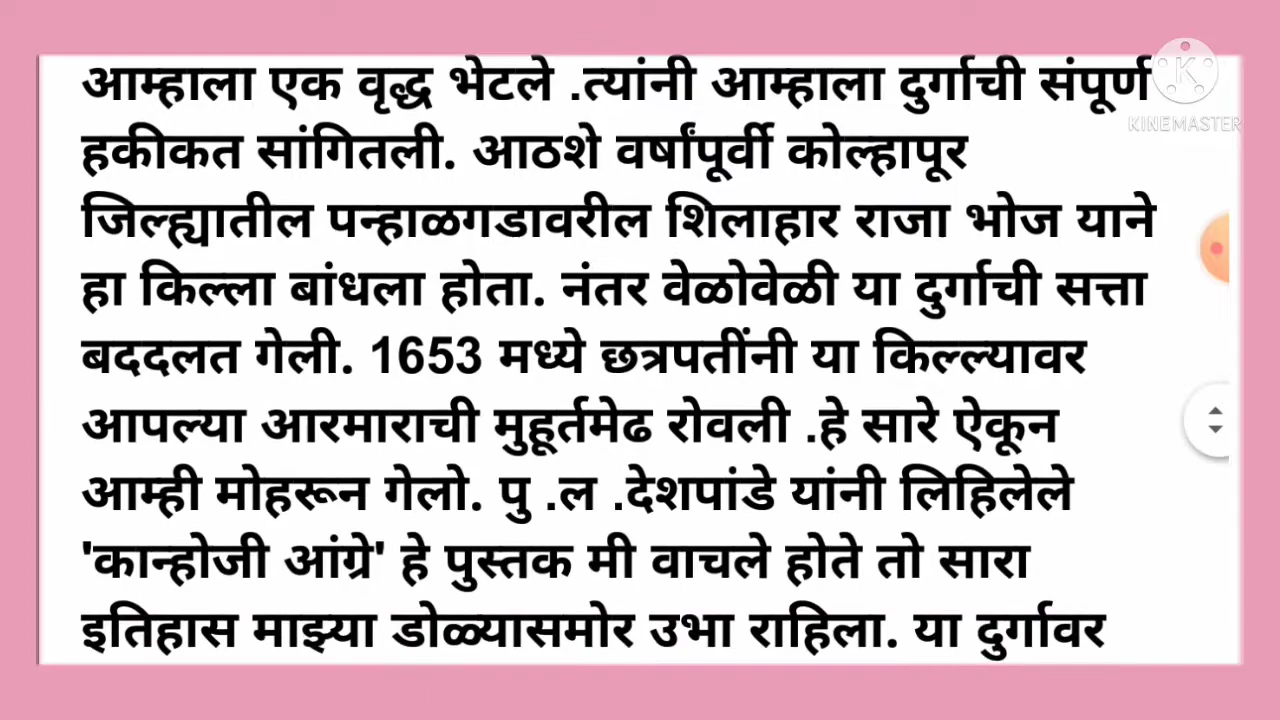 आम्हाला एक वृद्ध भेटले .त्यांनी आम्हाला दुर्गाची संपूर्ण
हकीकत सांगितली. आठशे वर्षांपूर्वी कोल्हापूर
जिल्ह्यातील पन्हाळगडावरील शिलाहार राजा भोज याने
हा किल्ला बांधला होता. नंतर वेळोवेळी या दुर्गाची सत्ता
बददलत गेली. 1653 मध्ये छत्रपतींनी या किल्ल्यावर
आपल्या आरमाराची मुहूर्तमेढ रोवली .हे सारे ऐकून
आम्ही मोहरून गेलो. पु .ल .देशपांडे यांनी लिहिलेले
'कान्होजी आंग्रे' हे पुस्तक मी वाचले होते तो सारा
इतिहास माझ्या डोळ्यासमोर उभा राहिला. या दुर्गावर
K
KINEMASTER